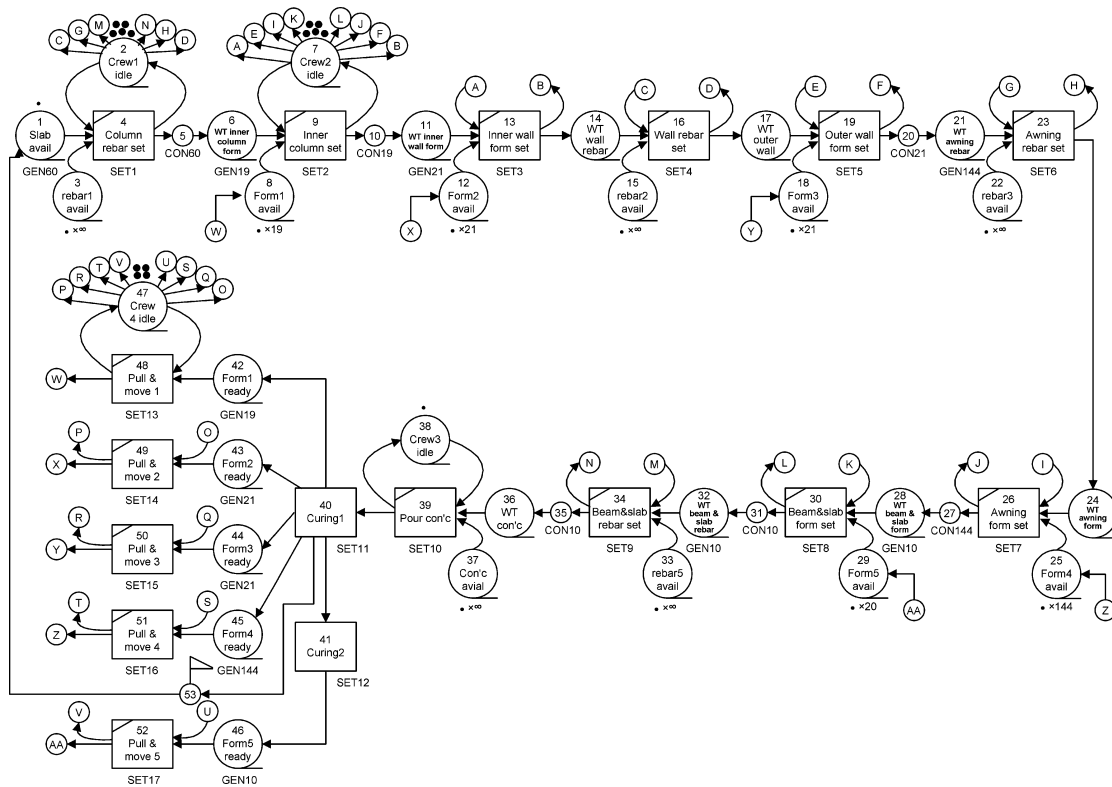 C G M N H D
2
Crew1
idle
A E I K L J F B
7
Crew2
idle
1
Slab
avail
GEN60
4
Column
rebar set
SET1
5
CON60
6
WT inner
column
form
GEN19
9
Inner
column set
SET2
10
CON19
11
WT inner
wall form
GEN21
A B
13
Inner wall
form set
SET3
14
WT
wall
rebar
C D
16
Wall rebar
set
SET4
17
WT
outer
wall
E F
19
Outer wall
form set
SET5
20
CON21
21
WT
awning
rebar
GEN144
G H
23
Awning
rebar set
SET6
3
rebar1
avail
• ×∞
8
Form1
avail
• ×19
W
12
Form2
avail
• ×21
X
15
rebar2
avail
• ×∞
18
Form3
avail
• ×21
Y
22
rebar3
avail
• ×∞
P R T V U S Q O
47
Crew
4 idle
W
48
Pull &
move 1
SET13
42
Form1
ready
GEN19
P O
X
49
Pull &
move 2
SET14
43
Form2
ready
GEN21
R Q
Y
50
Pull &
move 3
SET15
44
Form3
ready
GEN21
T S
Z
51
Pull &
move 4
SET16
45
Form4
ready
GEN144
53
V U
AA
52
Pull &
move 5
SET17
46
Form5
ready
GEN10
40
Curing1
SET11
41
Curing2
SET12
38
Crew3
idle
39
Pour con'c
SET10
36
WT
con'c
37
Con'c
avial
• ×∞
35
CON10
N M
34
Beam&slab
rebar set
SET9
32
WT
beam &
slab rebar
GEN10
33
rebar5
avail
• ×∞
31
CON10
L K
30
Beam&slab
form set
SET8
28
WT
beam &
slab form
GEN10
29
Form5
avail
• ×20
AA
27
CON144
J I
26
Awning
form set
SET7
24
WT
awning
form
25
Form4
avail
• ×144
Z